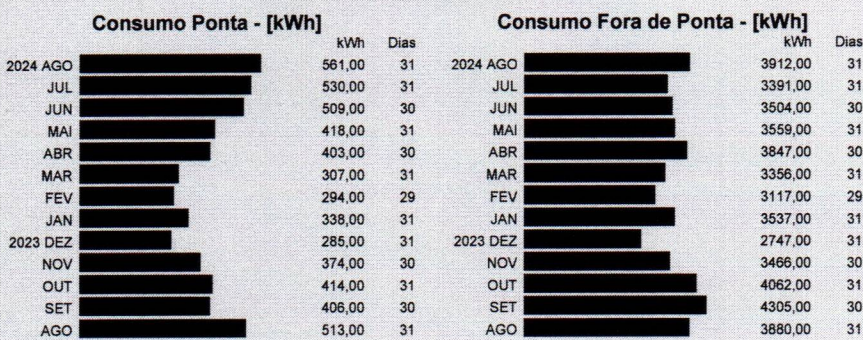 Consumo Ponta - [kWh]
kWh Dias
2024 AGO 561,00 31
JUL 530,00 31
JUN 509,00 30
MAI 418,00 31
ABR 403,00 30
MAR 307,00 31
FEV 294,00 29
JAN 338,00 31
2023 DEZ 285,00 31
NOV 374,00 30
OUT 414,00 31
SET 406,00 30
AGO 513,00 31
Consumo Fora de Ponta - [kWh]
kWh Dias
2024 AGO 3912,00 31
JUL 3391,00 31
JUN 3504,00 30
MAI 3559,00 31
ABR 3847,00 30
MAR 3356,00 31
FEV 3117,00 29
JAN 3537,00 31
2023 DEZ 2747,00 31
NOV 3466,00 30
OUT 4062,00 31
SET 4305,00 30
AGO 3880,00 31